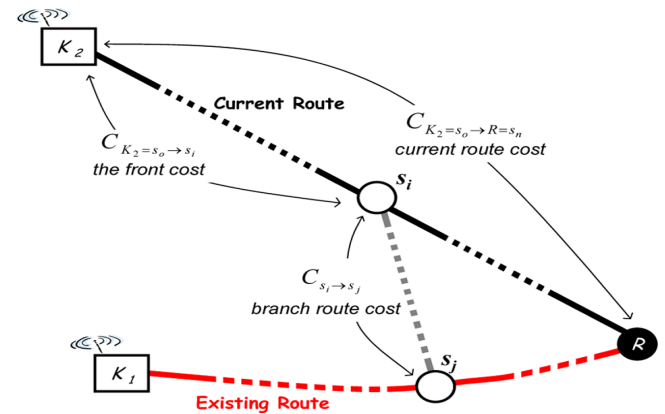 K₂
Current Route
C K₂=sₒ→R=sₙ
current route cost
C K₂=sₒ→sᵢ
the front cost
sᵢ
C sᵢ→sⱼ
branch route cost
R
sⱼ
K₁
Existing Route